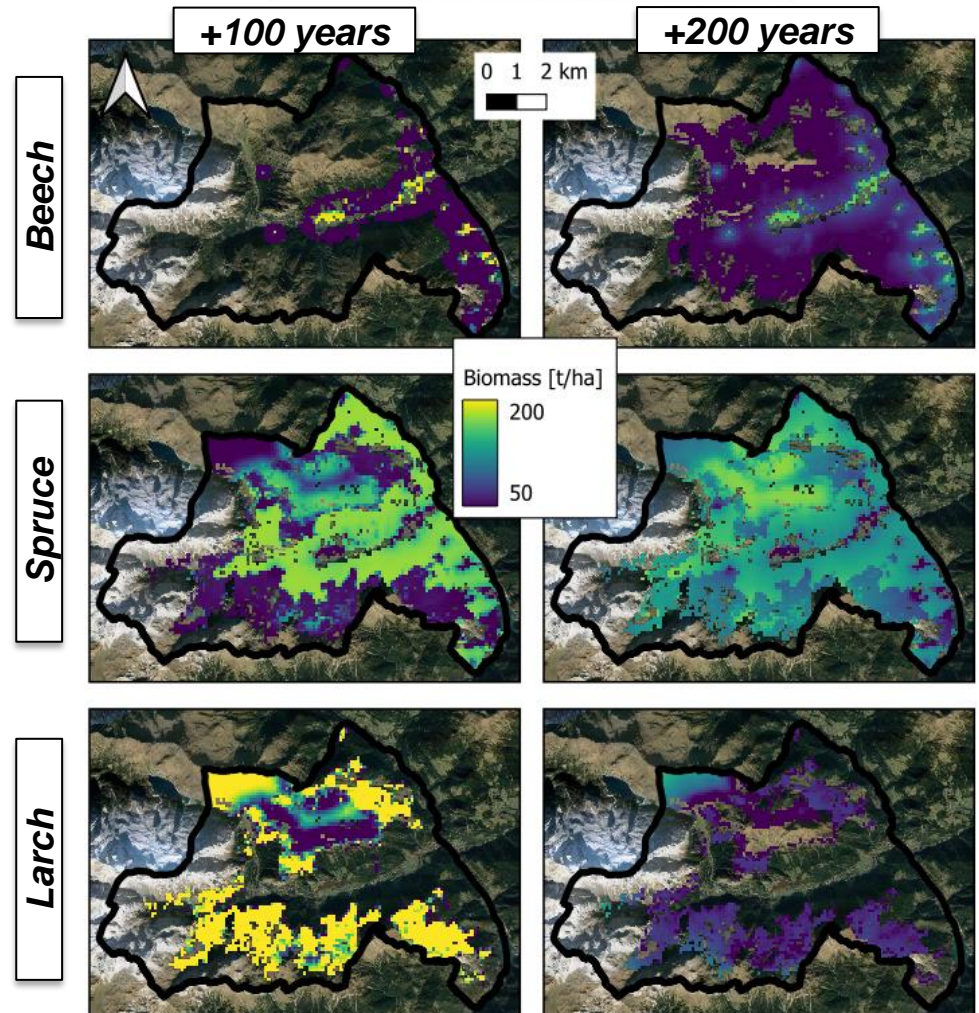 +100 years
+200 years
0 1 2 km
Beech
Biomass [t/ha]
200
50
Spruce
Larch